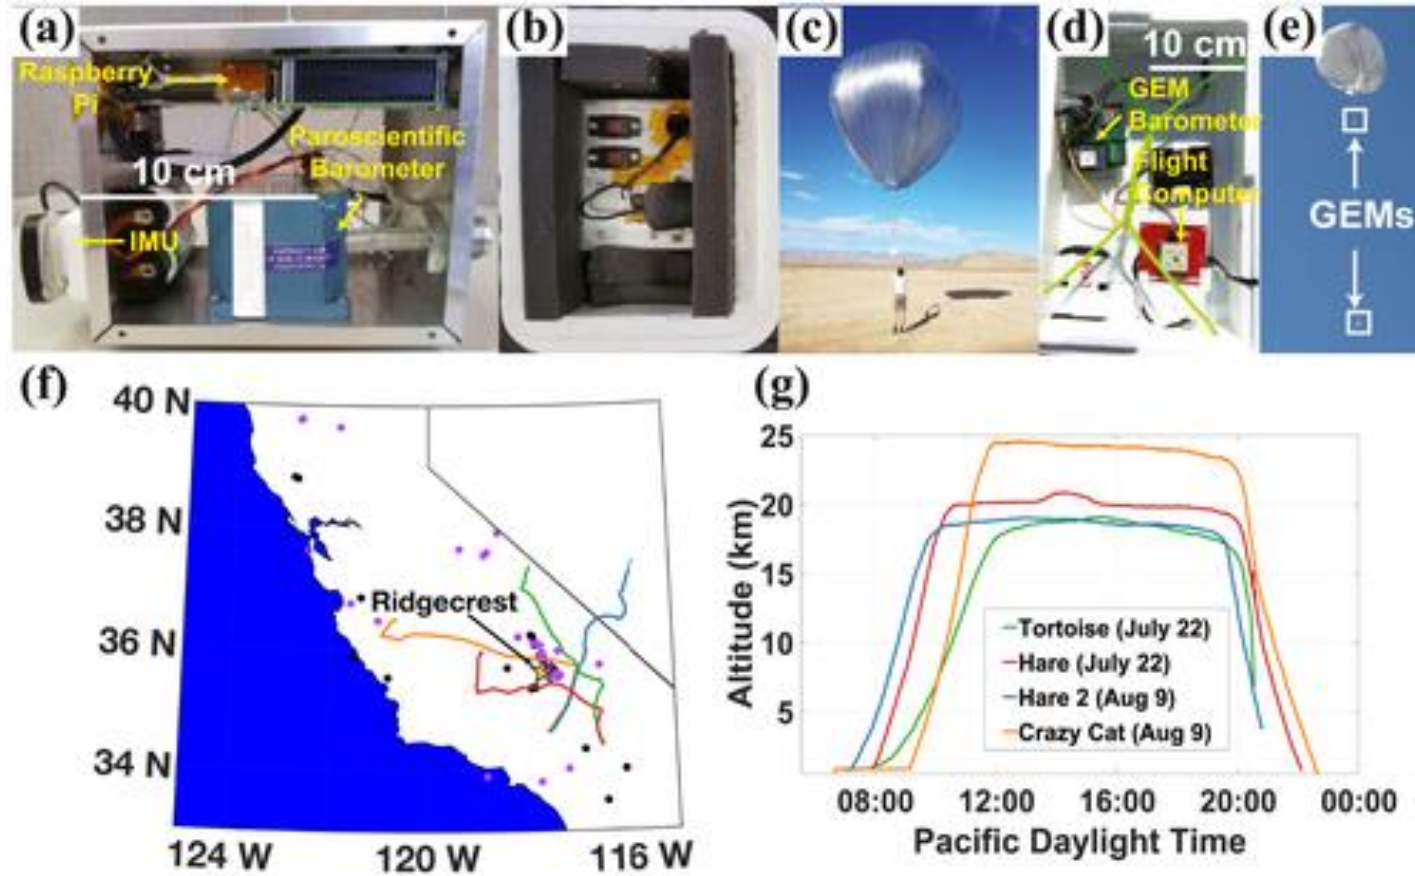 (a)
Raspberry
Pi
Paroscientific
Barometer
10 cm
IMU
(b)
(c)
(d)
10 cm
GEM
Barometer
Flight
Computer
(e)
GEMs
(f)
40 N
38 N
36 N
34 N
Ridgecrest
124 W
120 W
116 W
(g)
Altitude (km)
25
20
15
10
5
Tortoise (July 22)
Hare (July 22)
Hare 2 (Aug 9)
Crazy Cat (Aug 9)
08:00
12:00
16:00
20:00
00:00
Pacific Daylight Time